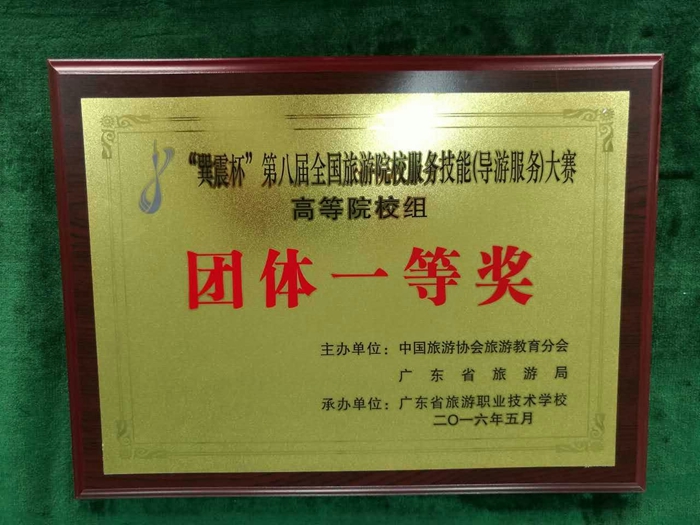 “巽震杯”第八届全国旅游院校服务技能(导游服务)大赛
高等院校组
团体一等奖
主办单位：中国旅游协会旅游教育分会
广东省旅游局
承办单位：广东省旅游职业技术学校
二〇一六年五月